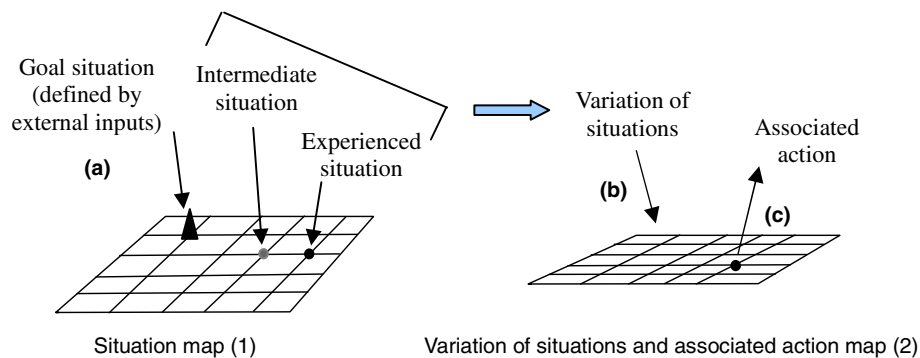 Goal situation
(defined by
external inputs)
(a)
Intermediate
situation
Experienced
situation
Variation of
situations
(b)
Associated
action
(c)
Situation map (1)
Variation of situations and associated action map (2)